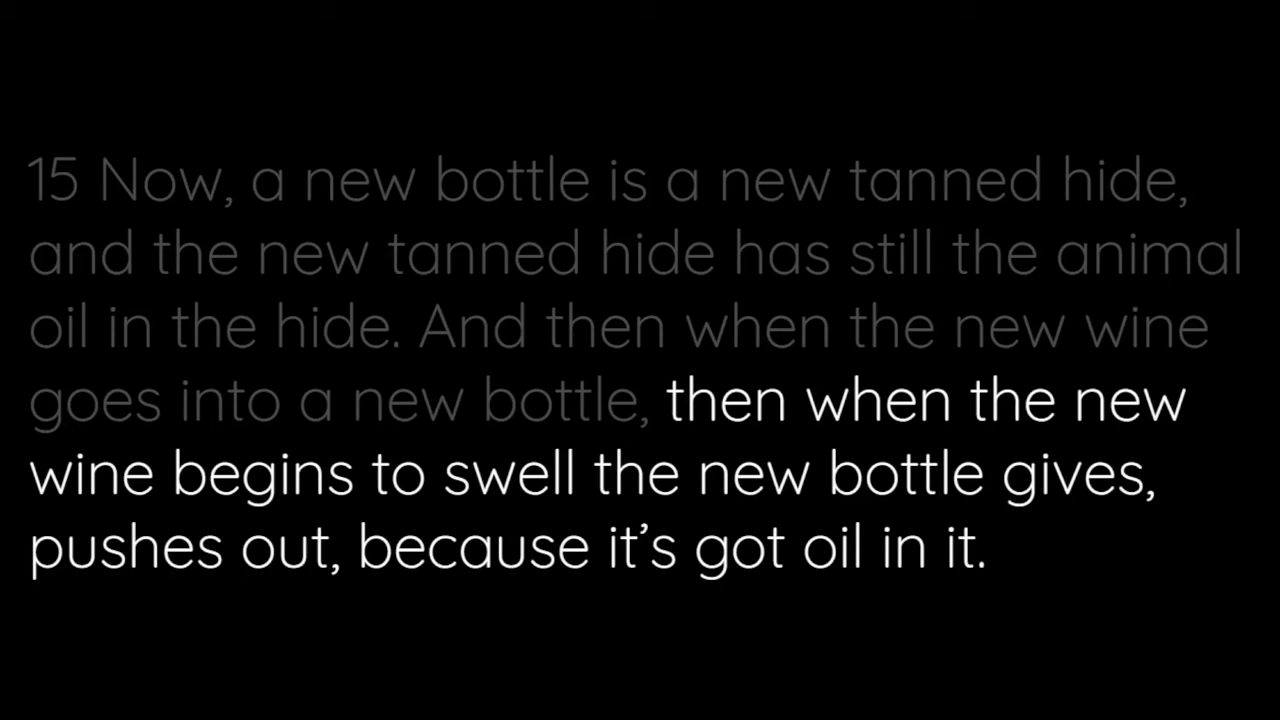 15 Now, a new bottle is a new tanned hide,
and the new tanned hide has still the animal
oil in the hide. And then when the new wine
goes into a new bottle, then when the new
wine begins to swell the new bottle gives,
pushes out, because it’s got oil in it.